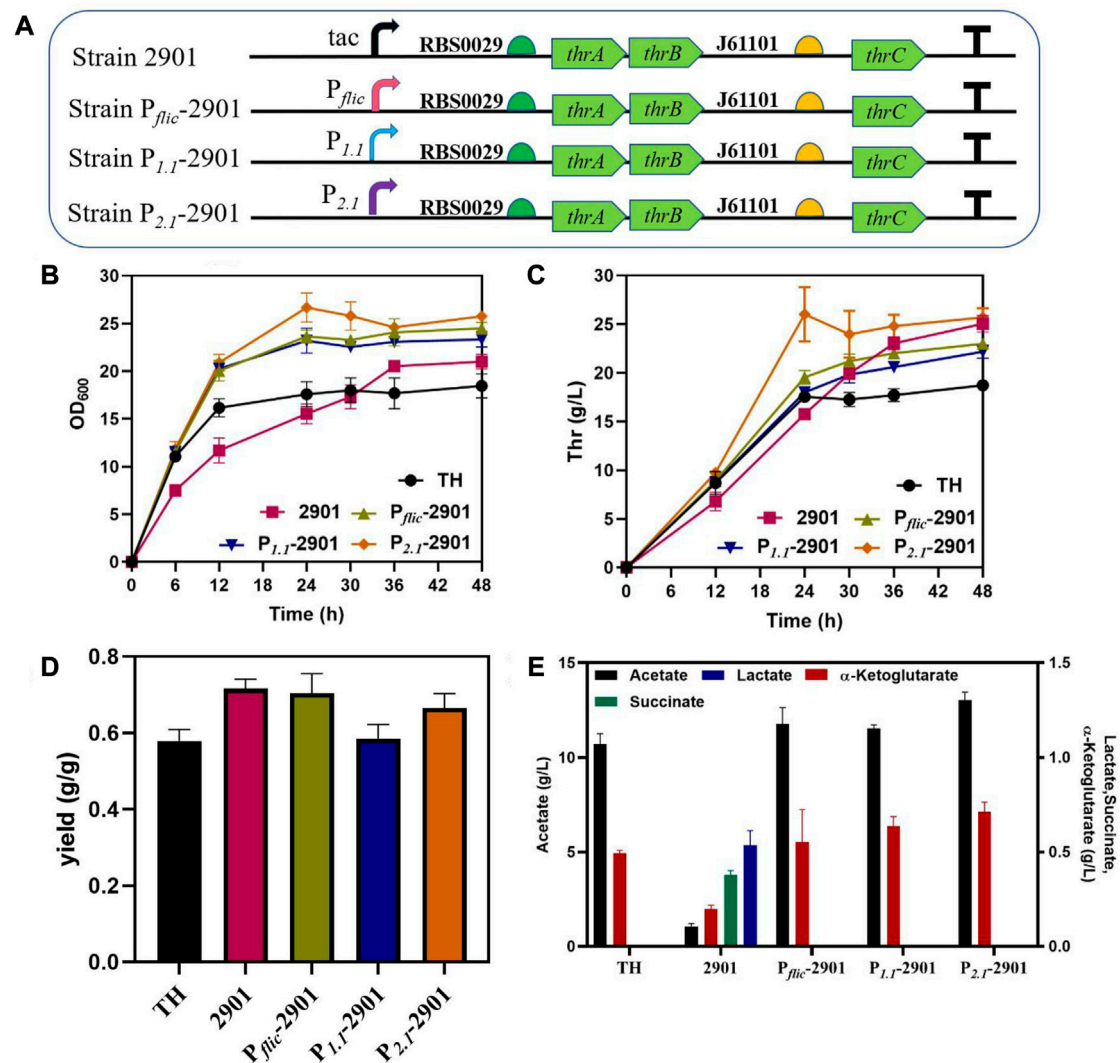 A
Strain 2901 tac RBS0029 thrA thrB J61101 thrC
Strain Pflic-2901 Pflic RBS0029 thrA thrB J61101 thrC
Strain P1.1-2901 P1.1 RBS0029 thrA thrB J61101 thrC
Strain P2.1-2901 P2.1 RBS0029 thrA thrB J61101 thrC
B
OD600
30
25
20
15
10
5
0
0 6 12 18 24 30 36 42 48
Time (h)
TH
2901 Pflic-2901
P1.1-2901 P2.1-2901
C
Thr (g/L)
30
25
20
15
10
5
0
0 6 12 18 24 30 36 42 48
Time (h)
TH
2901 Pflic-2901
P1.1-2901 P2.1-2901
D
yield (g/g)
0.8
0.6
0.4
0.2
0.0
TH 2901 Pflic-2901 P1.1-2901 P2.1-2901
E
Acetate Lactate α-Ketoglutarate
Succinate
Acetate (g/L)
15
10
5
0
TH 2901 Pflic-2901 P1.1-2901 P2.1-2901
1.5
1.0
0.5
0.0
Lactate,Succinate,
α-Ketoglutarate (g/L)